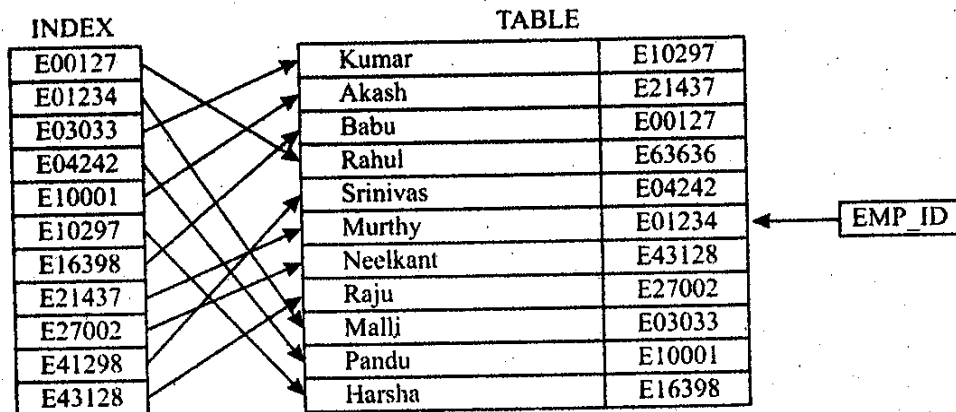 INDEX
E00127
E01234
E03033
E04242
E10001
E10297
E16398
E21437
E27002
E41298
E43128
TABLE
Kumar E10297
Akash E21437
Babu E00127
Rahul E63636
Srinivas E04242
Murthy E01234
Neelkant E43128
Raju E27002
Malli E03033
Pandu E10001
Harsha E16398
EMP_ID